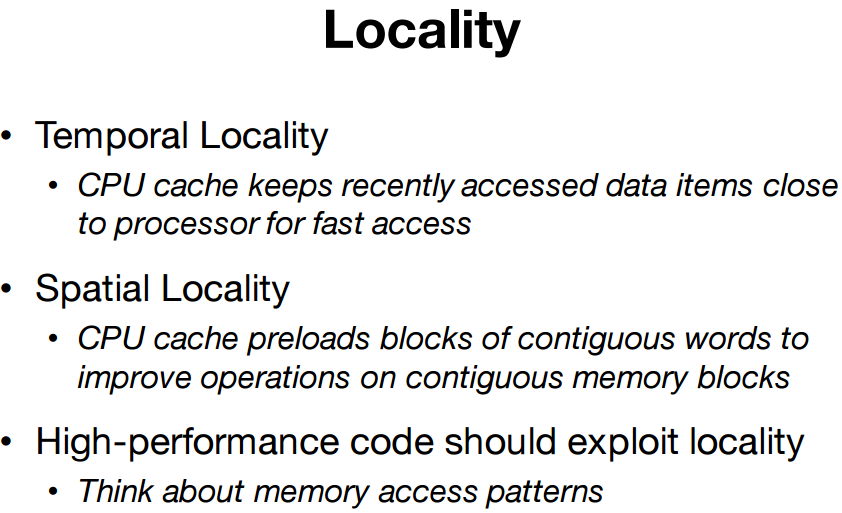 Locality
• Temporal Locality
• CPU cache keeps recently accessed data items close
to processor for fast access
• Spatial Locality
• CPU cache preloads blocks of contiguous words to
improve operations on contiguous memory blocks
• High-performance code should exploit locality
• Think about memory access patterns